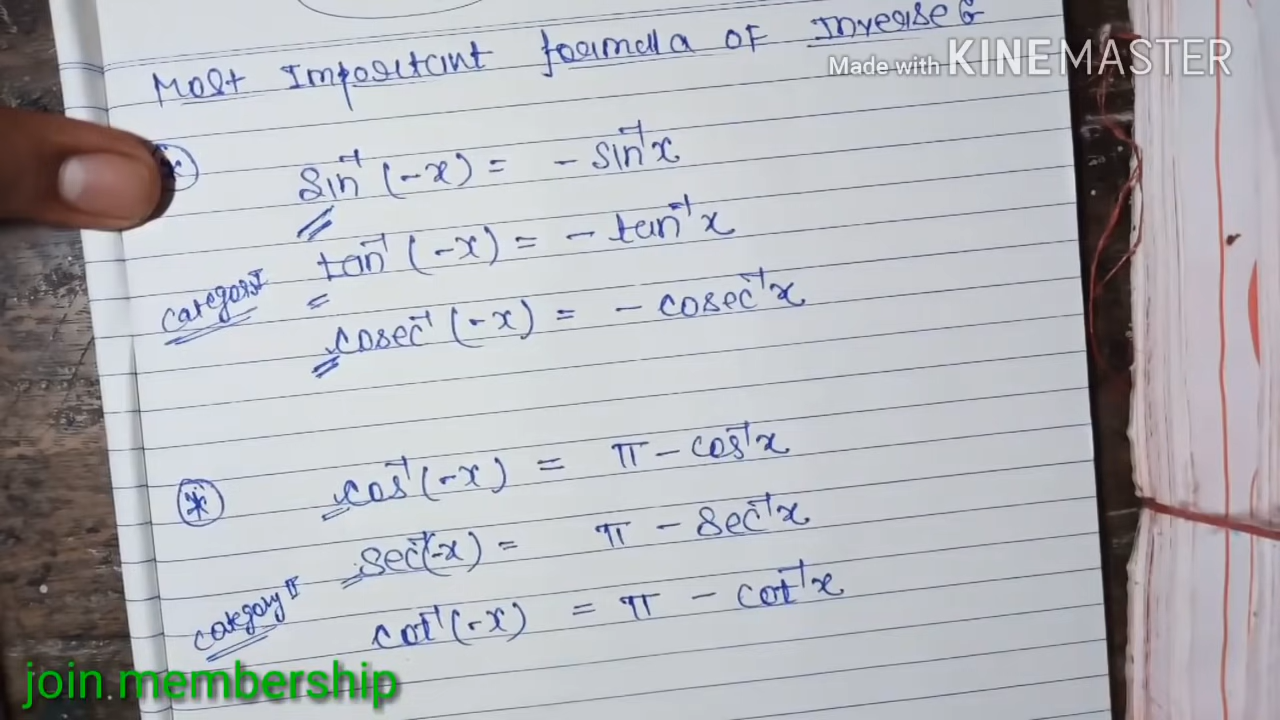 Most Important formula OF Inverse
Made with KINEMASTER
sin⁻¹ (-x) = - sin⁻¹x
tan⁻¹ (-x) = - tan⁻¹x
category I
cosec⁻¹ (-x) = - cosec⁻¹x
* cos⁻¹(-x) = π - cos⁻¹x
sec⁻¹(-x) = π - sec⁻¹x
category II
cot⁻¹(-x) = π - cot⁻¹x
join.membership